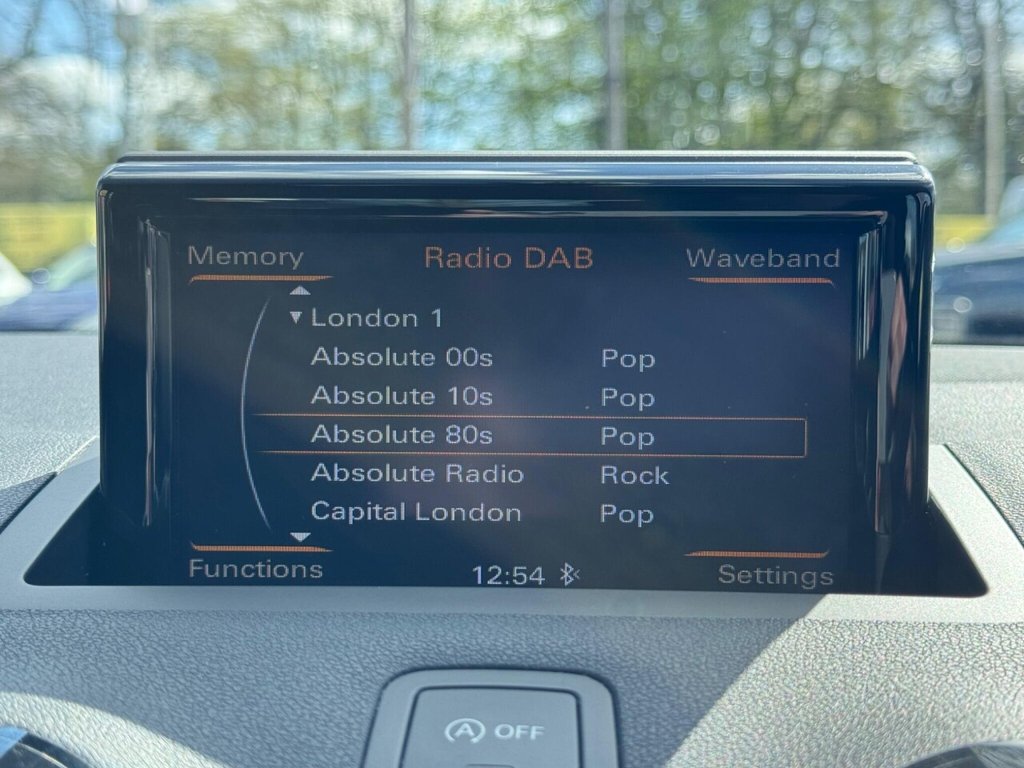 Memory Radio DAB Waveband
London 1
Absolute 00s Pop
Absolute 10s Pop
Absolute 80s Pop
Absolute Radio Rock
Capital London Pop
Functions 12:54 Settings
A OFF